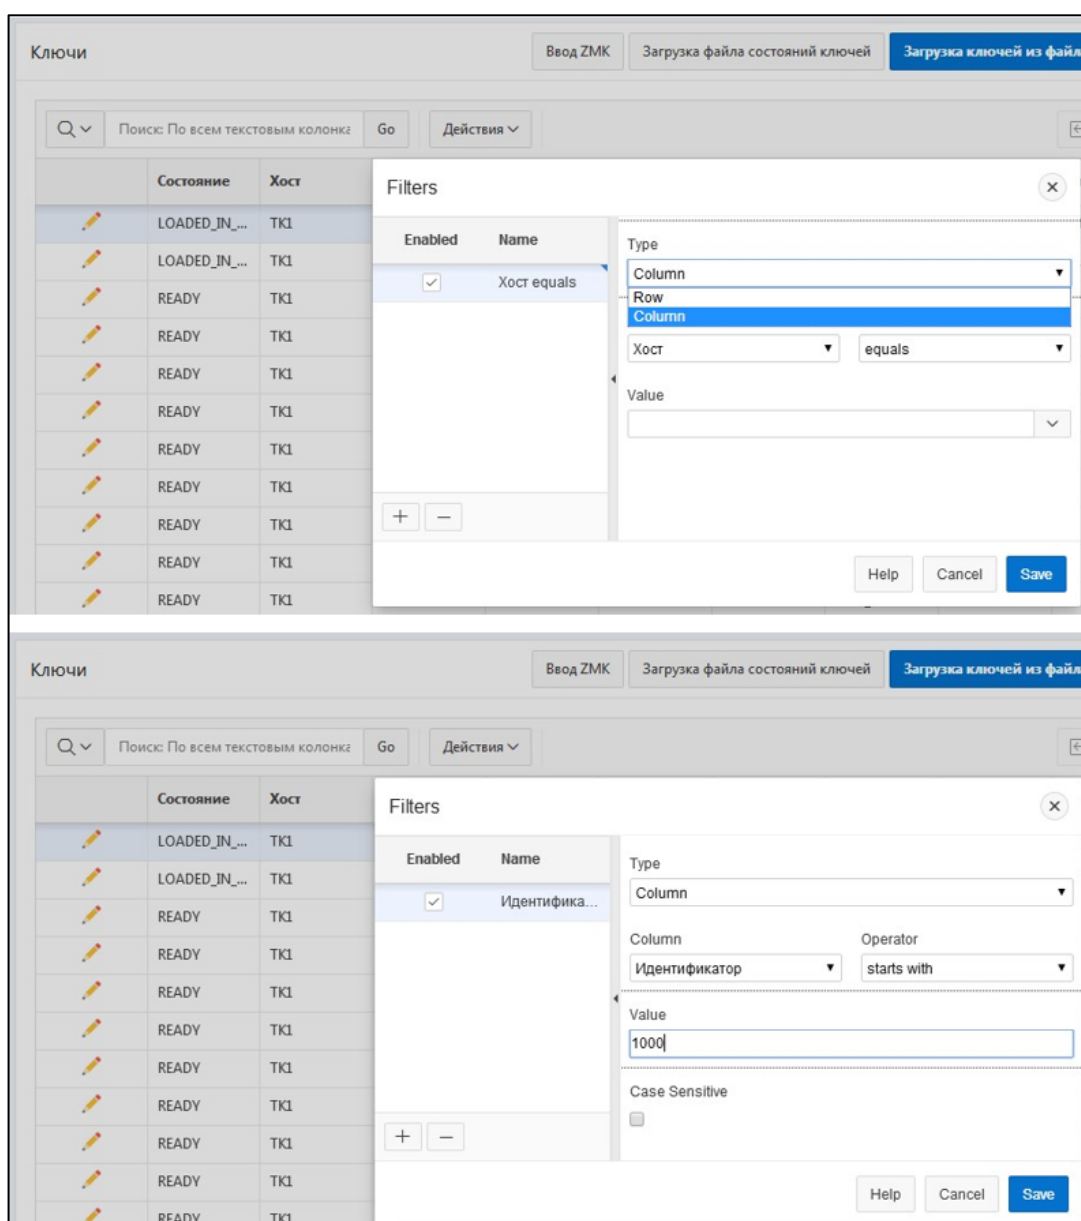 Ключи
Ввод ZMK
Загрузка файла состояний ключей
Загрузка ключей из файл
Поиск: По всем текстовым колонка
Go
Действия
Состояние Хост
LOADED_IN_... TK1
LOADED_IN_... TK1
READY TK1
READY TK1
READY TK1
READY TK1
READY TK1
READY TK1
READY TK1
READY TK1
READY TK1
Filters
Enabled Name
Хост equals
Type
Column
Row
Column
Хост equals
Value
Help Cancel Save
Ключи
Ввод ZMK
Загрузка файла состояний ключей
Загрузка ключей из файл
Поиск: По всем текстовым колонка
Go
Действия
Состояние Хост
LOADED_IN_... TK1
LOADED_IN_... TK1
READY TK1
READY TK1
READY TK1
READY TK1
READY TK1
READY TK1
READY TK1
READY TK1
READY TK1
Filters
Enabled Name
Идентифика...
Type
Column
Column Operator
Идентификатор starts with
Value
1000
Case Sensitive
Help Cancel Save